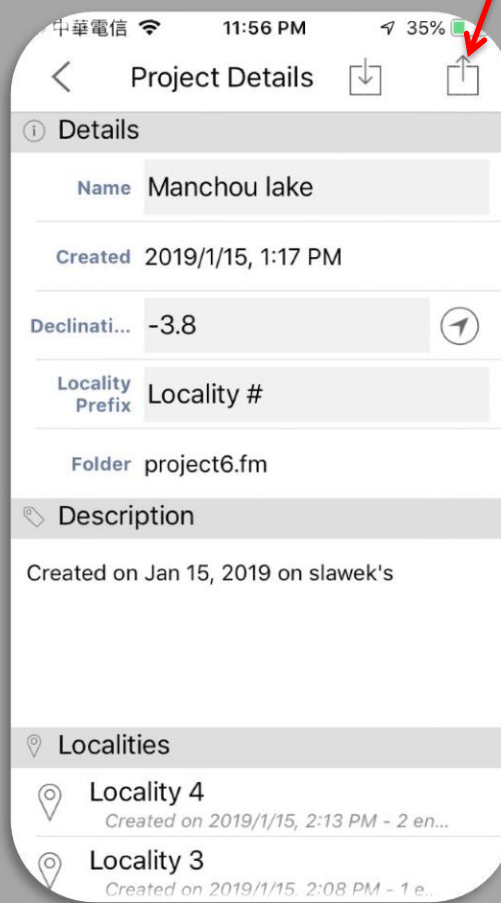 中華電信 11:56 PM 35%
Project Details
Details
Name Manchou lake
Created 2019/1/15, 1:17 PM
Declinati... -3.8
Locality
Prefix Locality #
Folder project6.fm
Description
Created on Jan 15, 2019 on slawek's
Localities
Locality 4
Created on 2019/1/15, 2:13 PM - 2 en...
Locality 3
Created on 2019/1/15, 2:08 PM - 1 e...